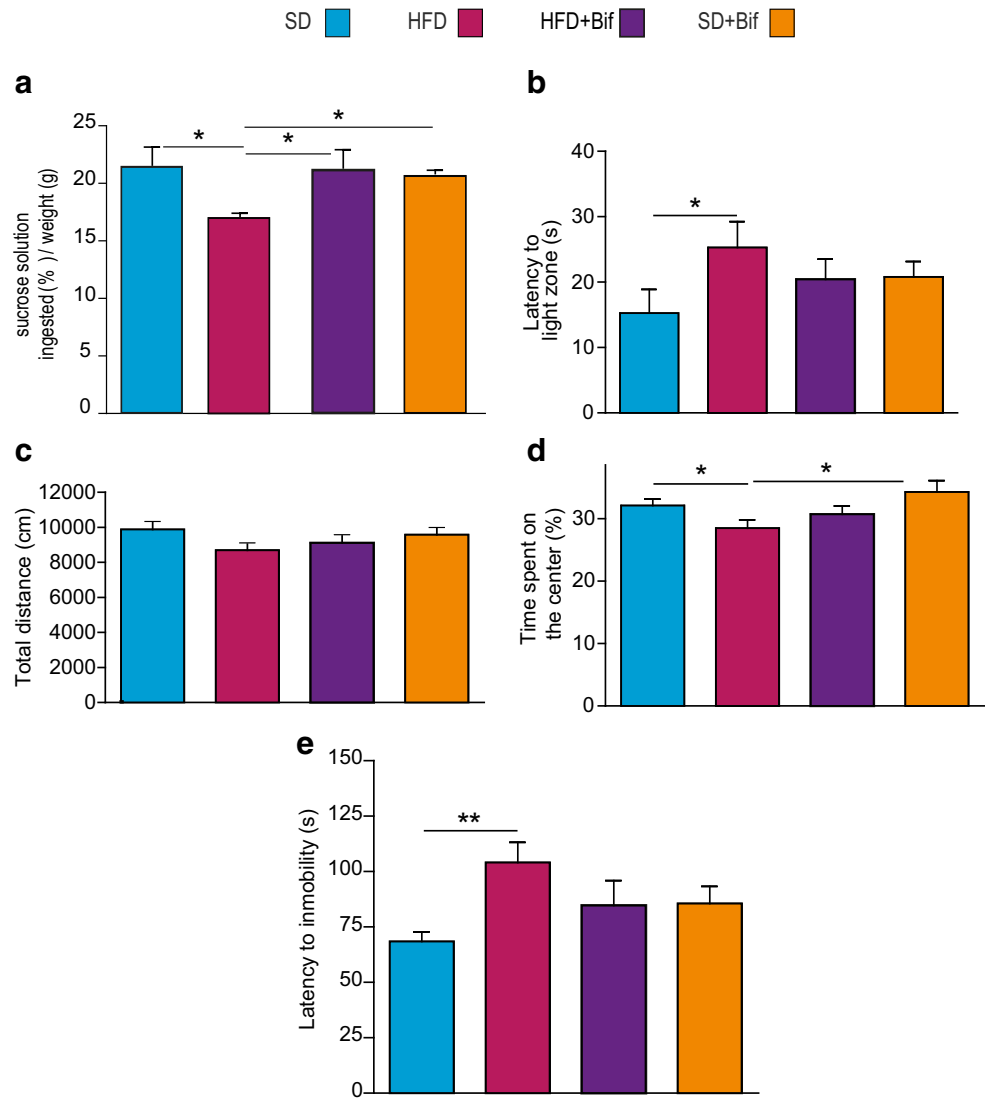 SD HFD HFD+Bif SD+Bif
a
sucrose solution
ingested (%) / weight (g)
25
20
15
10
5
0
*
*
*
b
Latency to
light zone (s)
40
30
20
10
0
*
c
Total distance (cm)
12000
10000
8000
6000
4000
2000
0
d
Time spent on
the center (%)
30
20
10
0
*
*
e
Latency to inmobility (s)
150
125
100
75
50
25
0
**